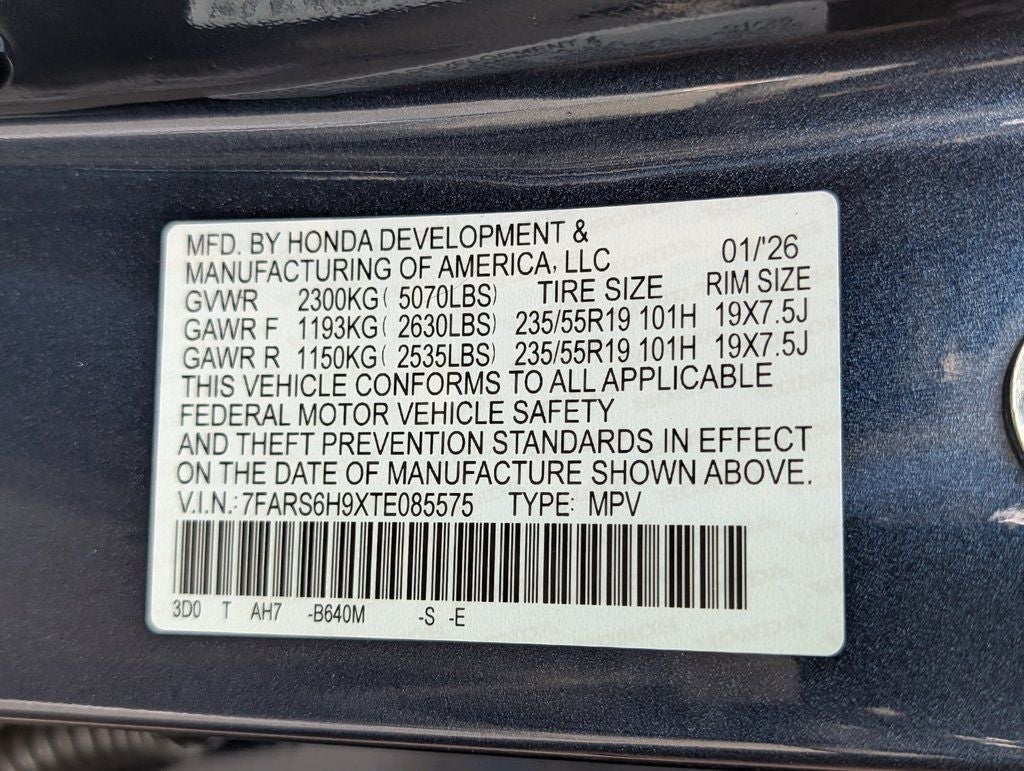 MFD. BY HONDA DEVELOPMENT &
MANUFACTURING OF AMERICA, LLC 01/'26
GVWR 2300KG( 5070LBS) TIRE SIZE RIM SIZE
GAWR F 1193KG( 2630LBS) 235/55R19 101H 19X7.5J
GAWR R 1150KG( 2535LBS) 235/55R19 101H 19X7.5J
THIS VEHICLE CONFORMS TO ALL APPLICABLE
FEDERAL MOTOR VEHICLE SAFETY
AND THEFT PREVENTION STANDARDS IN EFFECT
ON THE DATE OF MANUFACTURE SHOWN ABOVE.
V.I.N.: 7FARS6H9XTE085575 TYPE: MPV
3D0 T AH7 -B640M -S -E